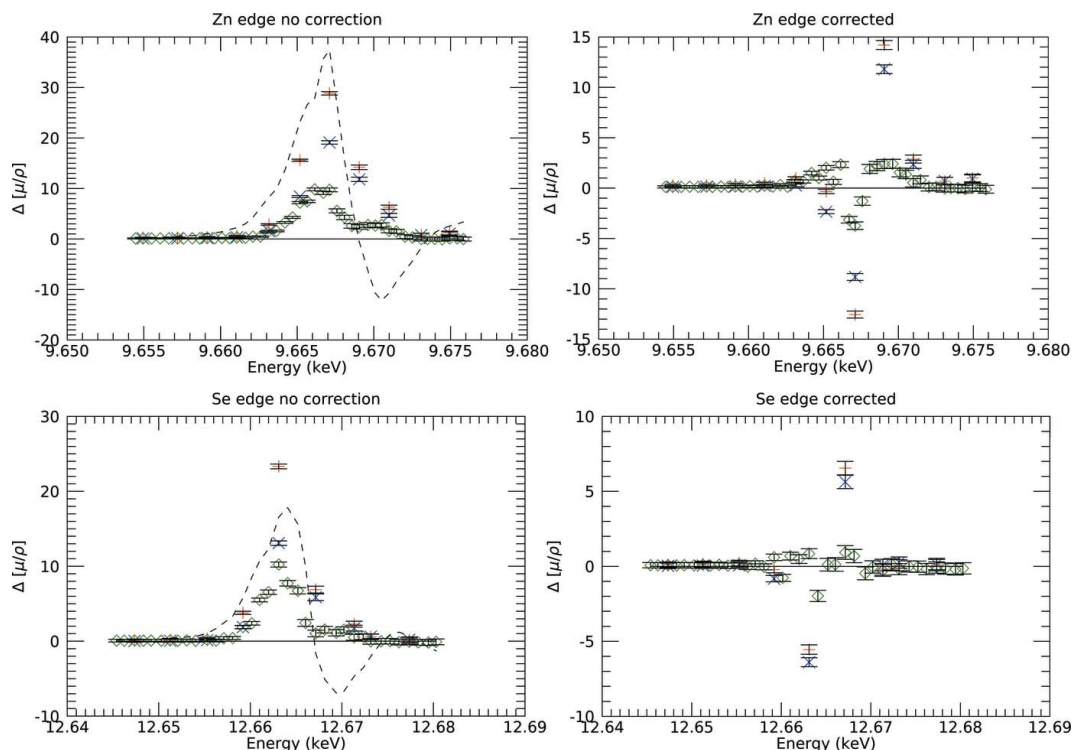 Zn edge no correction
40
30
20
10
0
-10
-20
Δ [μ/ρ]
9.650 9.655 9.660 9.665 9.670 9.675 9.680
Energy (keV)
Zn edge corrected
15
10
5
0
-5
-10
-15
Δ [μ/ρ]
9.650 9.655 9.660 9.665 9.670 9.675 9.680
Energy (keV)
Se edge no correction
30
20
10
0
-10
Δ [μ/ρ]
12.64 12.65 12.66 12.67 12.68 12.69
Energy (keV)
Se edge corrected
10
5
0
-5
-10
Δ [μ/ρ]
12.64 12.65 12.66 12.67 12.68 12.69
Energy (keV)